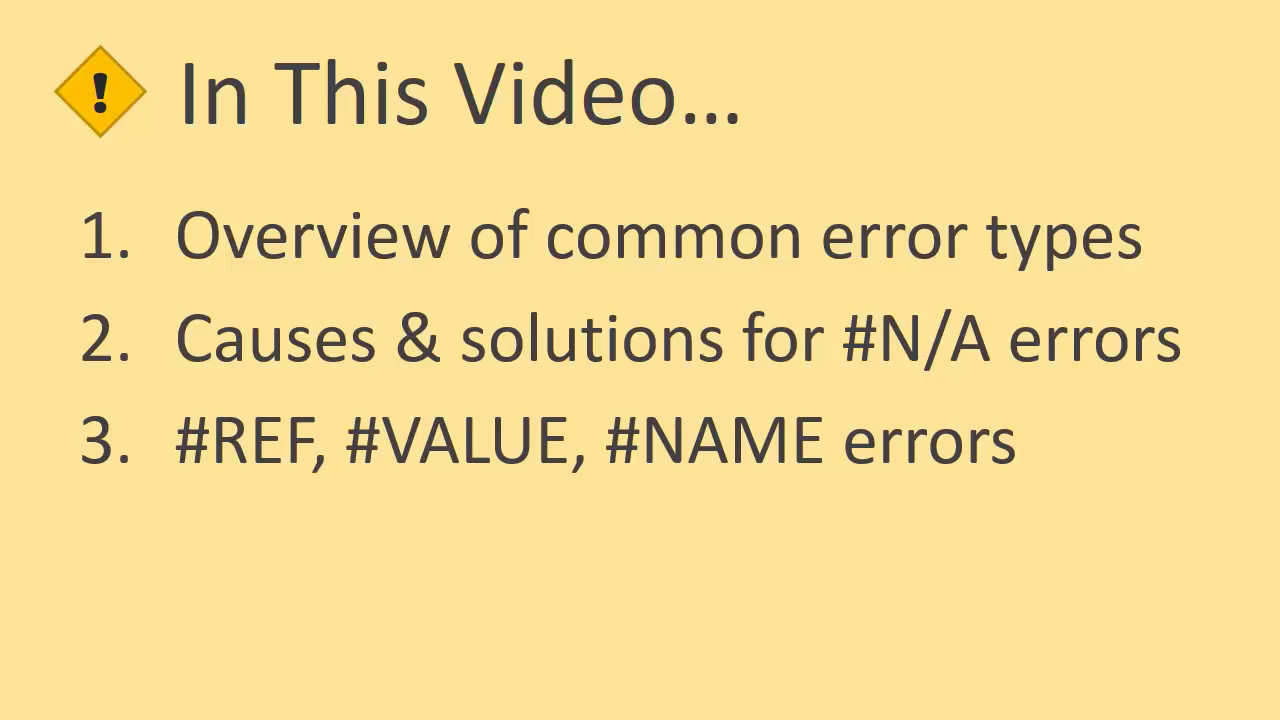 ! In This Video...
1. Overview of common error types
2. Causes & solutions for #N/A errors
3. #REF, #VALUE, #NAME errors